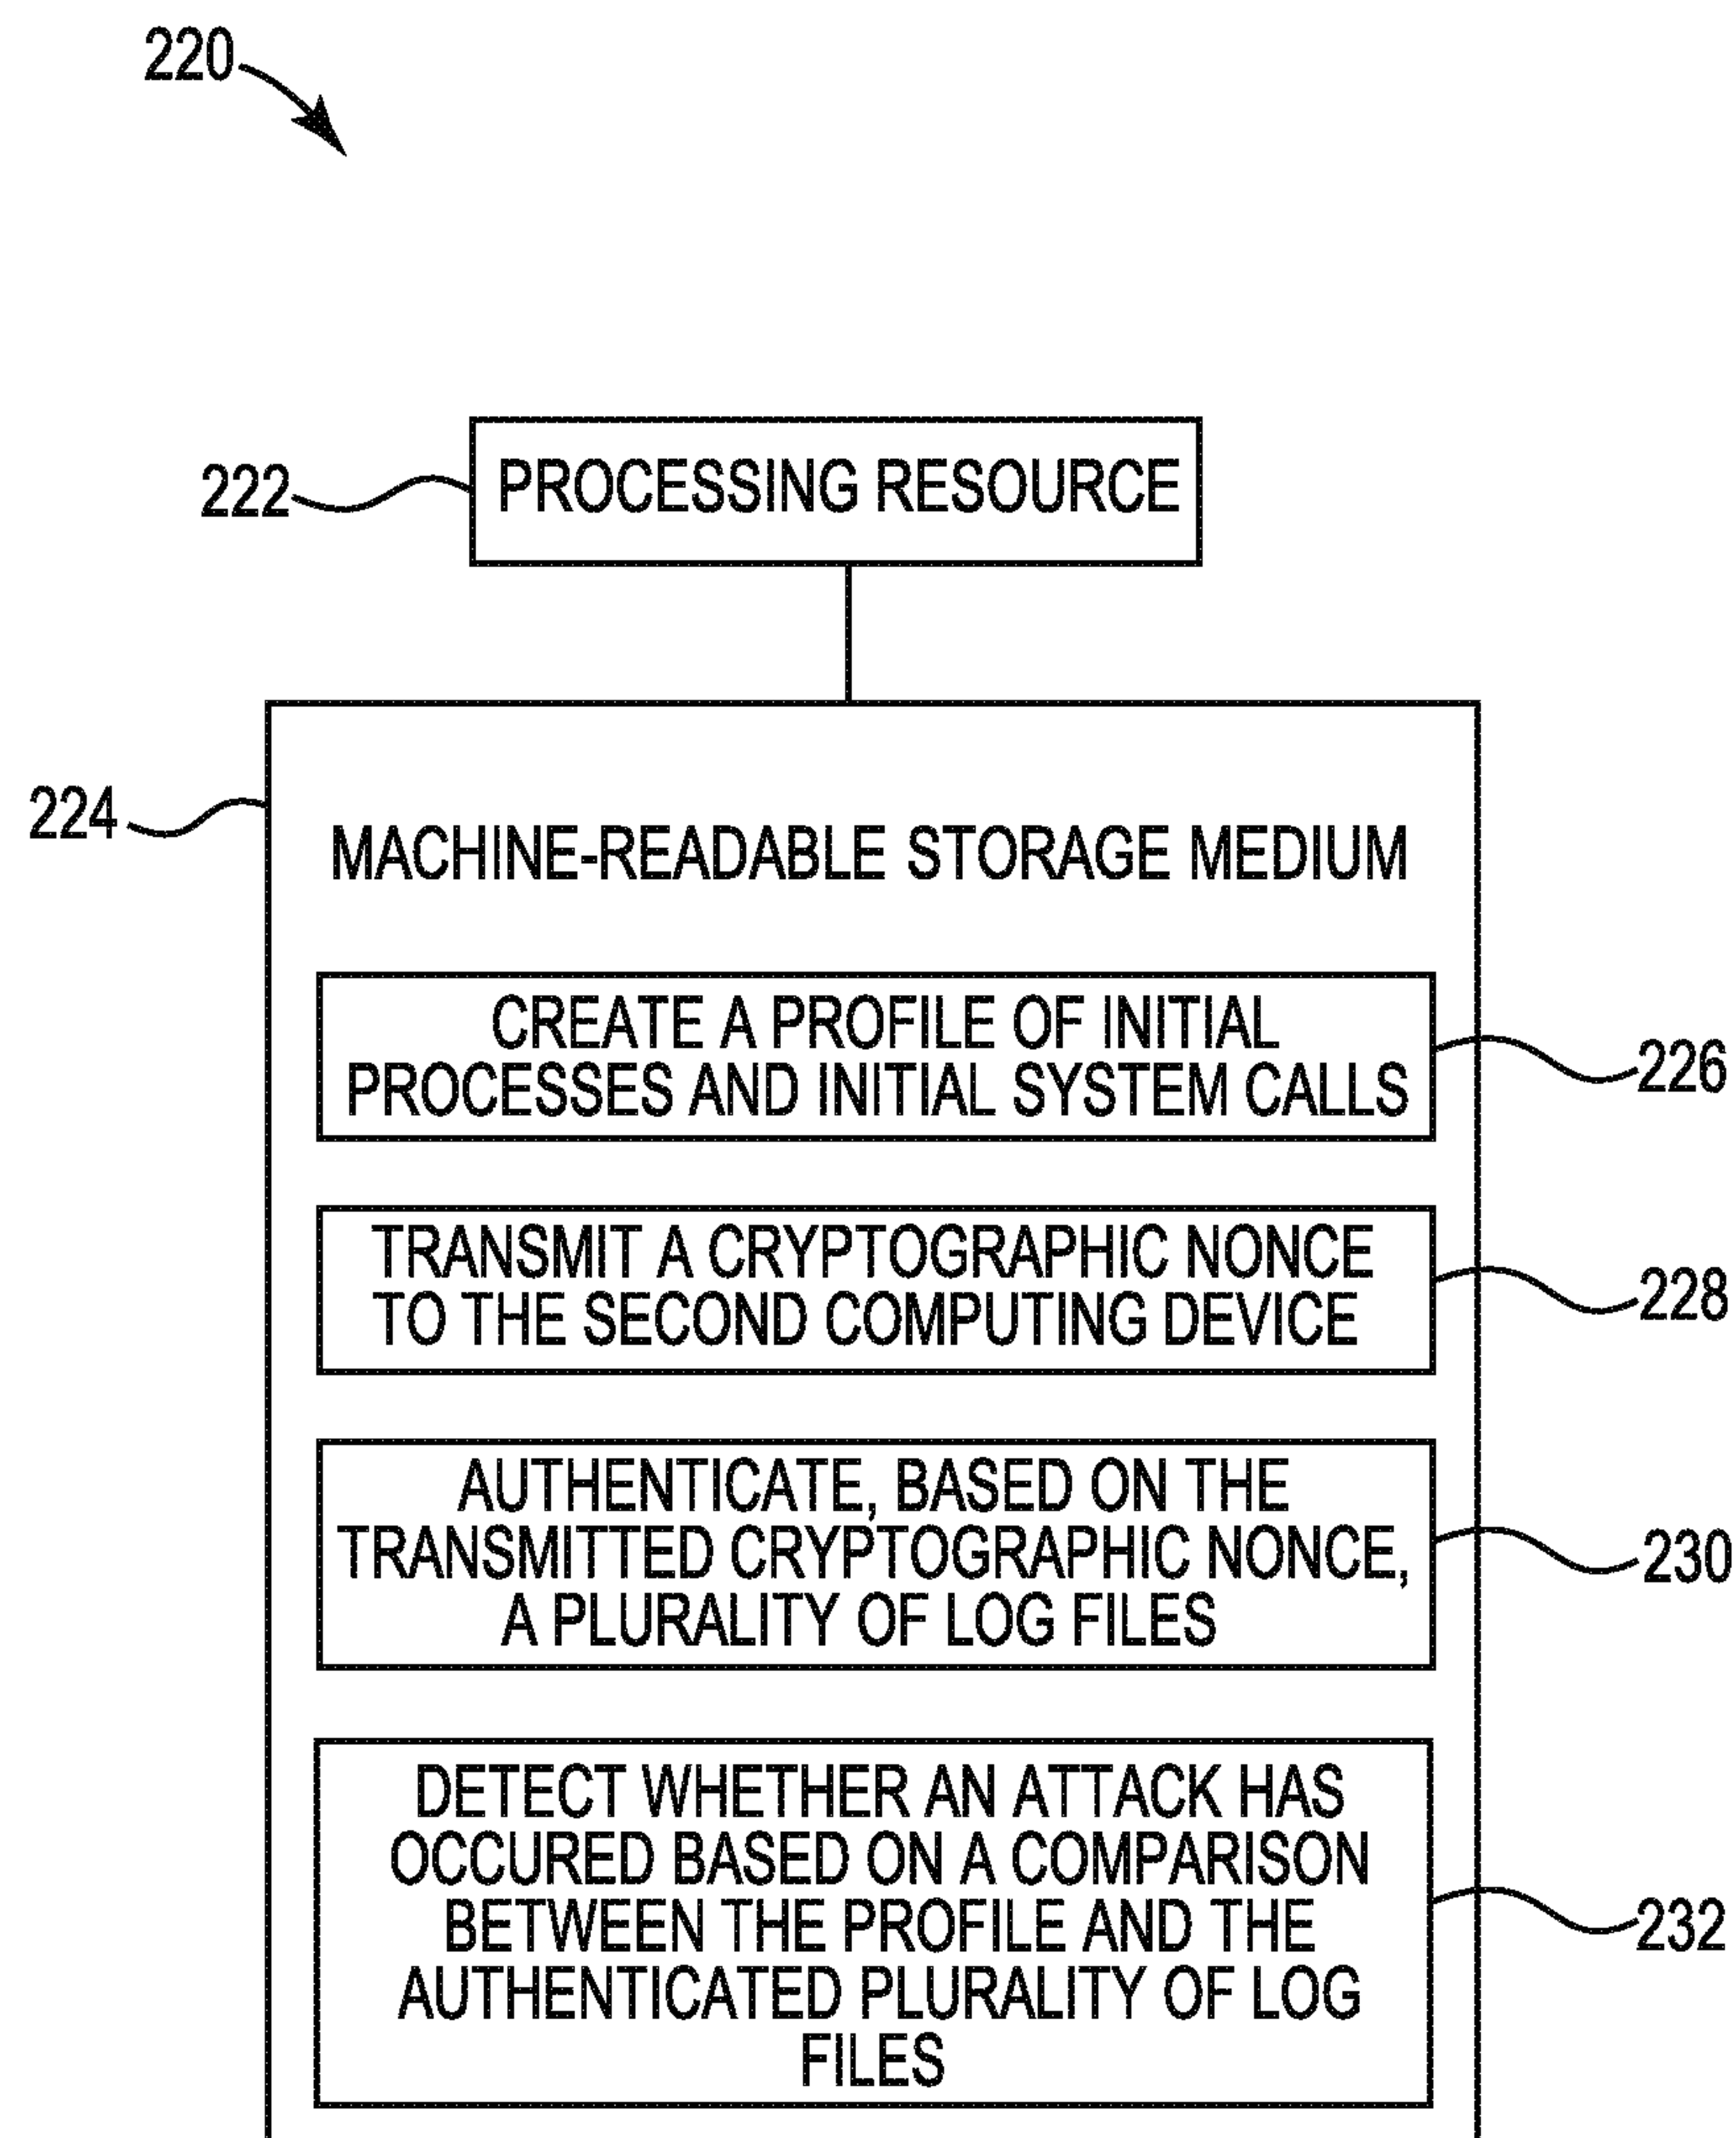 220
222
PROCESSING RESOURCE
224
MACHINE-READABLE STORAGE MEDIUM
CREATE A PROFILE OF INITIAL
PROCESSES AND INITIAL SYSTEM CALLS
226
TRANSMIT A CRYPTOGRAPHIC NONCE
TO THE SECOND COMPUTING DEVICE
228
AUTHENTICATE, BASED ON THE
TRANSMITTED CRYPTOGRAPHIC NONCE,
A PLURALITY OF LOG FILES
230
DETECT WHETHER AN ATTACK HAS
OCCURED BASED ON A COMPARISON
BETWEEN THE PROFILE AND THE
AUTHENTICATED PLURALITY OF LOG
FILES
232